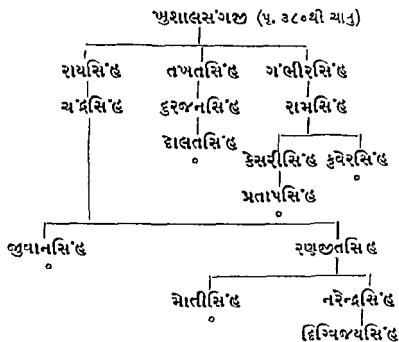 ખુશાલસંગજી (પૃ. ૩૮૦થી ચાલુ)
રાયસિંહ તખતસિંહ ગંભીરસિંહ
ચંદ્રસિંહ દુરજનસિંહ રામસિંહ
દોલતસિંહ
કેસરીસિંહ કુબેરસિંહ
પ્રતાપસિંહ
જીવાનસિંહ રણજીતસિંહ
મોતીસિંહ નરેન્દ્રસિંહ
દિગ્વિજયસિંહ